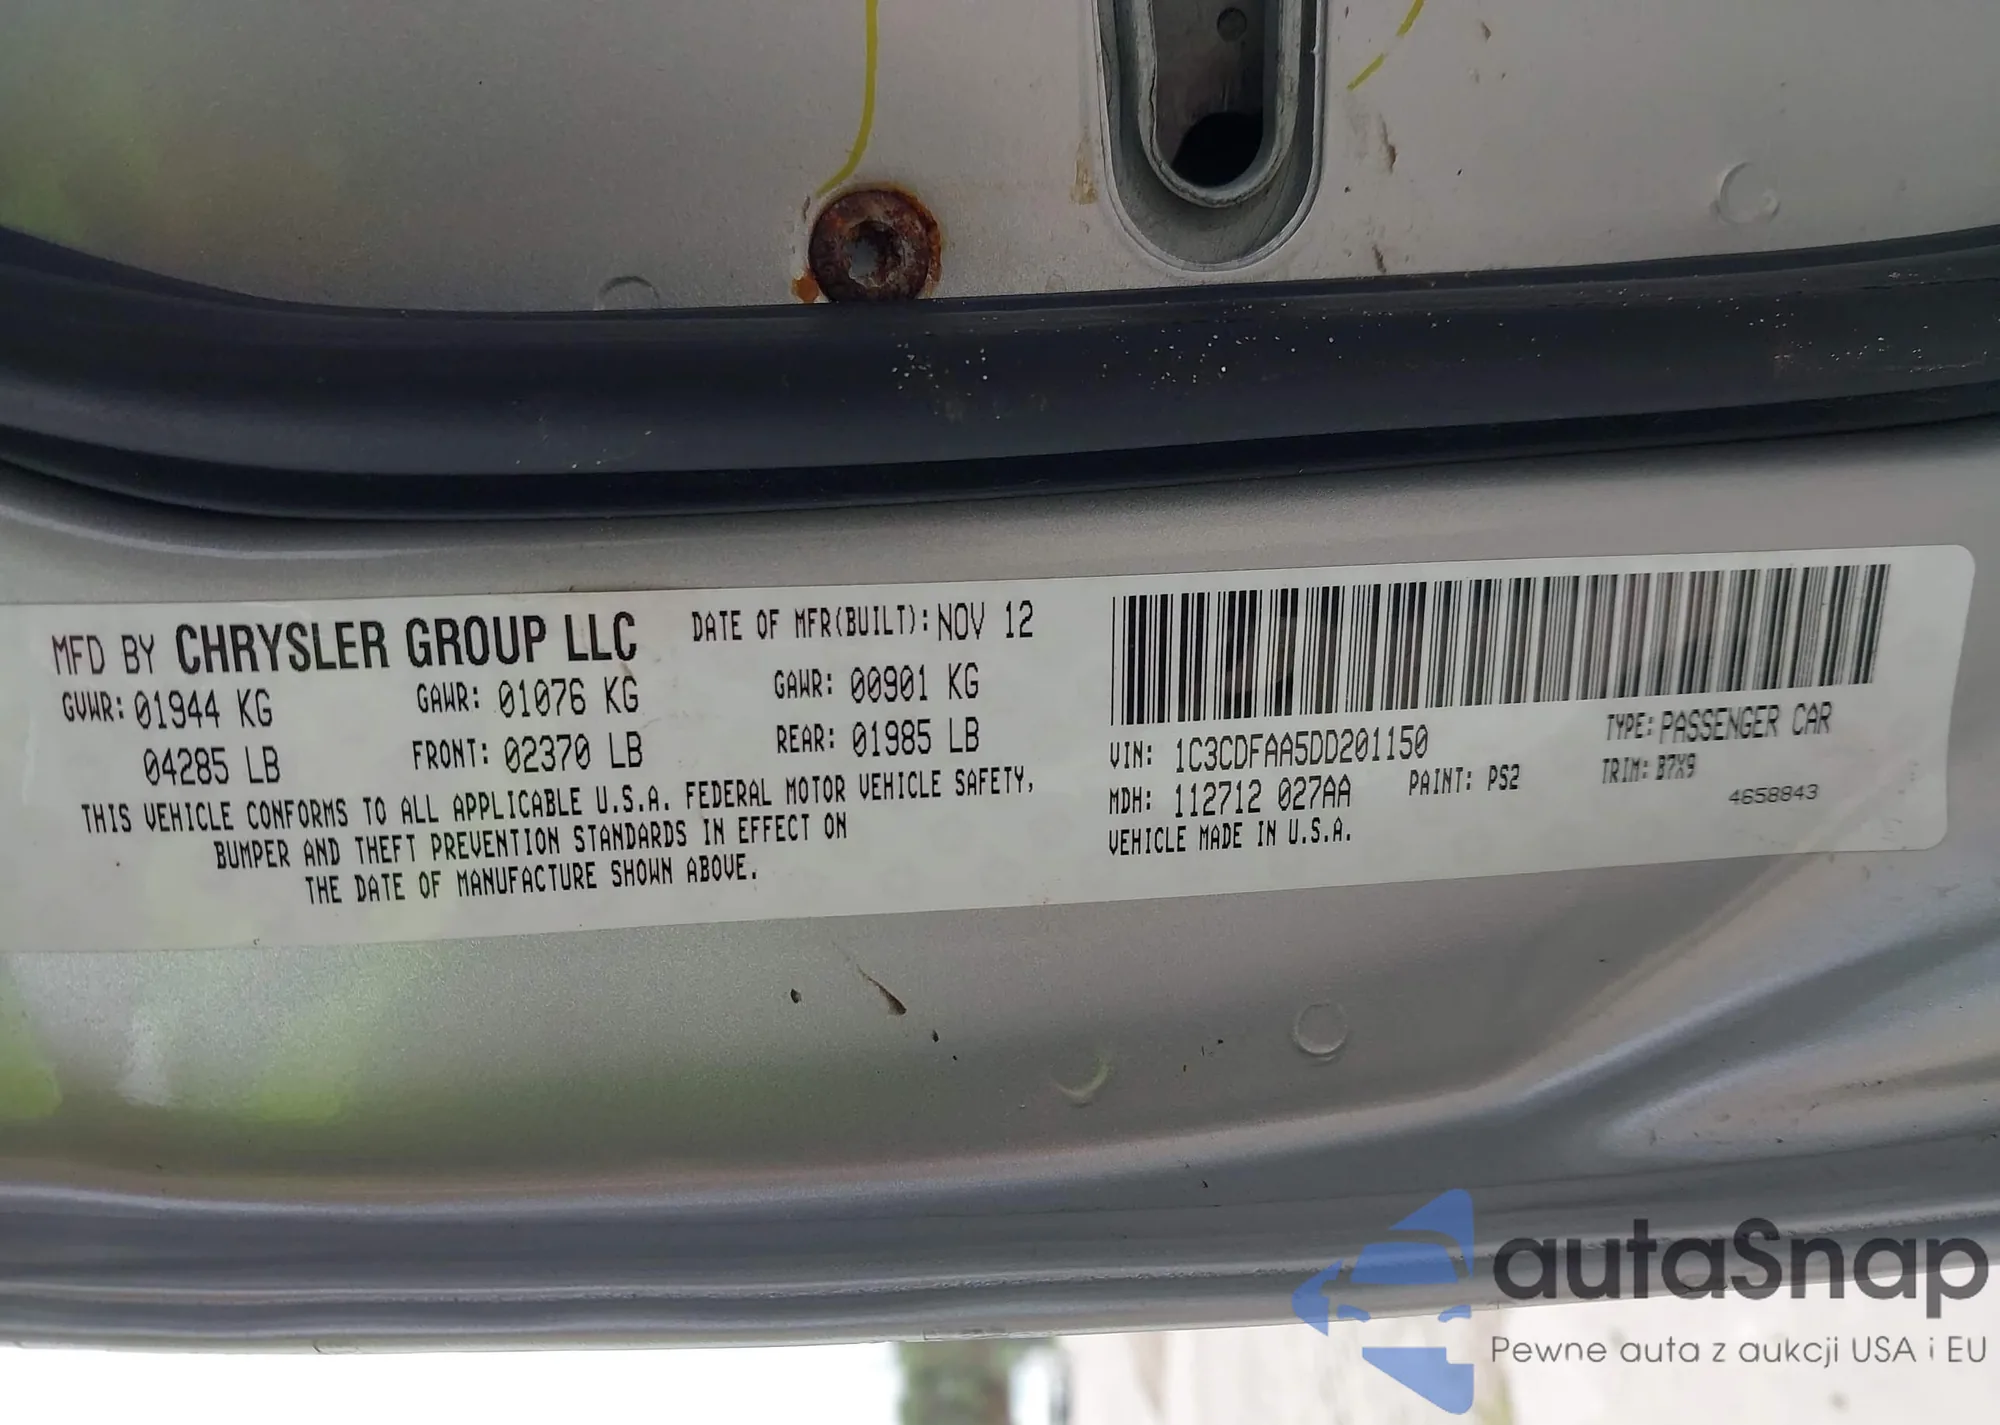 MFD BY CHRYSLER GROUP LLC
DATE OF MFR(BUILT): NOV 12
GVWR: 01944 KG
04285 LB
GAWR: 01076 KG
FRONT: 02370 LB
GAWR: 00901 KG
REAR: 01985 LB
THIS VEHICLE CONFORMS TO ALL APPLICABLE U.S.A. FEDERAL MOTOR VEHICLE SAFETY,
BUMPER AND THEFT PREVENTION STANDARDS IN EFFECT ON
THE DATE OF MANUFACTURE SHOWN ABOVE.
VIN: 1C3CDFAA5DD201150
TYPE: PASSENGER CAR
MDH: 112712 027AA
PAINT: PS2
TRIM: B7X9
VEHICLE MADE IN U.S.A.
4658843
autaSnap
Pewne auta z aukcji USA i EU